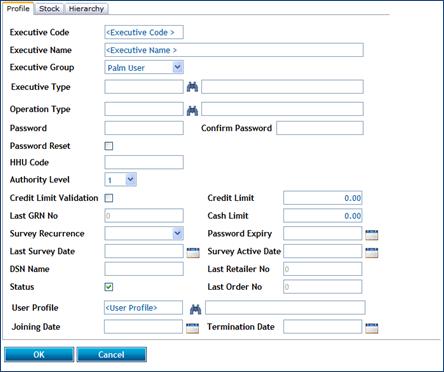 Profile Stock Hierarchy
Executive Code <Executive Code >
Executive Name <Executive Name >
Executive Group Palm User
Executive Type
Operation Type
Password Confirm Password
Password Reset
HHU Code
Authority Level 1
Credit Limit Validation Credit Limit 0.00
Last GRN No 0 Cash Limit 0.00
Survey Recurrence Password Expiry
Last Survey Date Survey Active Date
DSN Name Last Retailer No 0
Status Last Order No 0
User Profile <User Profile>
Joining Date Termination Date
OK Cancel